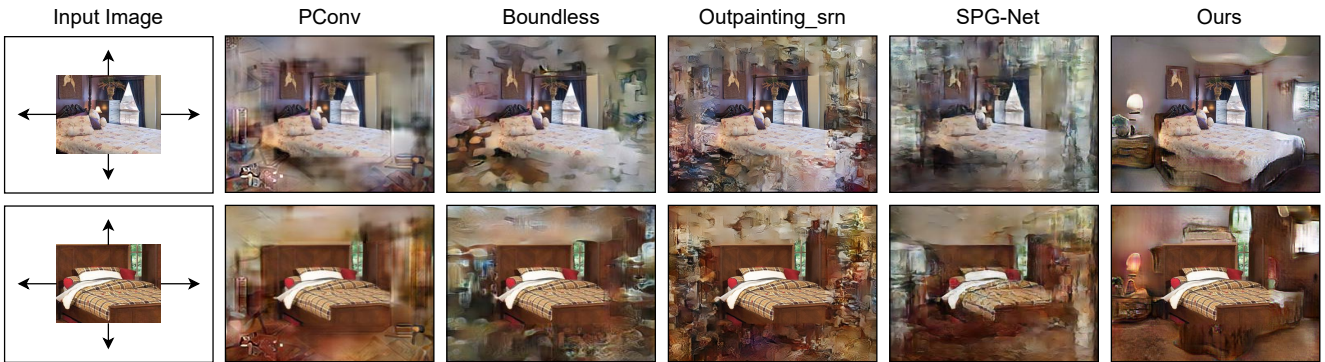 Input Image
PConv
Boundless
Outpainting_srn
SPG-Net
Ours